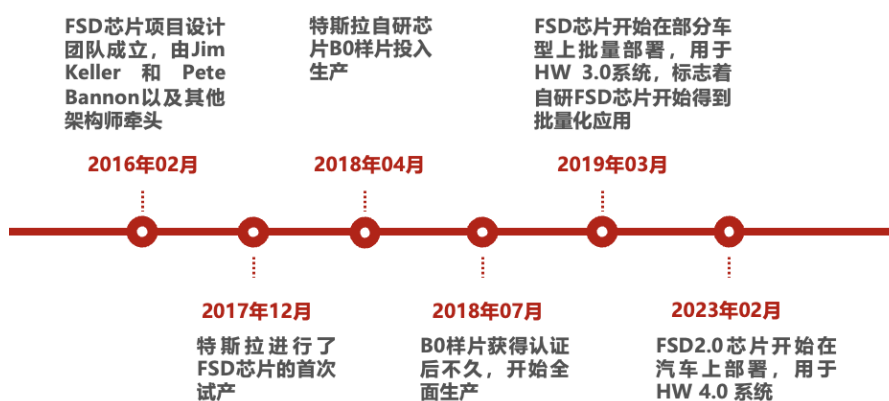 FSD芯片项目设计
团队成立，由Jim
Keller 和 Pete
Bannon以及其他
架构师牵头
2016年02月
特斯拉自研芯
片B0样片投入
生产
2018年04月
FSD芯片开始在部分车
型上批量部署，用于
HW 3.0系统，标志着
自研FSD芯片开始得到
批量化应用
2019年03月
2017年12月
特斯拉进行了
FSD芯片的首次
试产
2018年07月
B0样片获得认证
后不久，开始全
面生产
2023年02月
FSD2.0芯片开始在
汽车上部署，用于
HW 4.0 系统